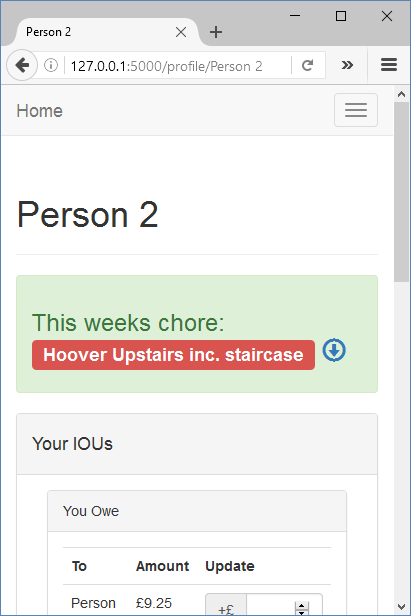 Person 2
127.0.0.1:5000/profile/Person 2
Home
Person 2
This weeks chore:
Hoover Upstairs inc. staircase
Your IOUs
You Owe
To Amount Update
Person £9.25 +£